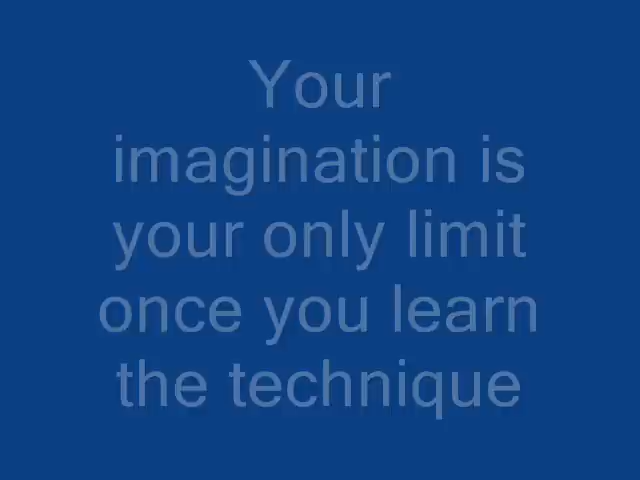 Your
imagination is
your only limit
once you learn
the technique